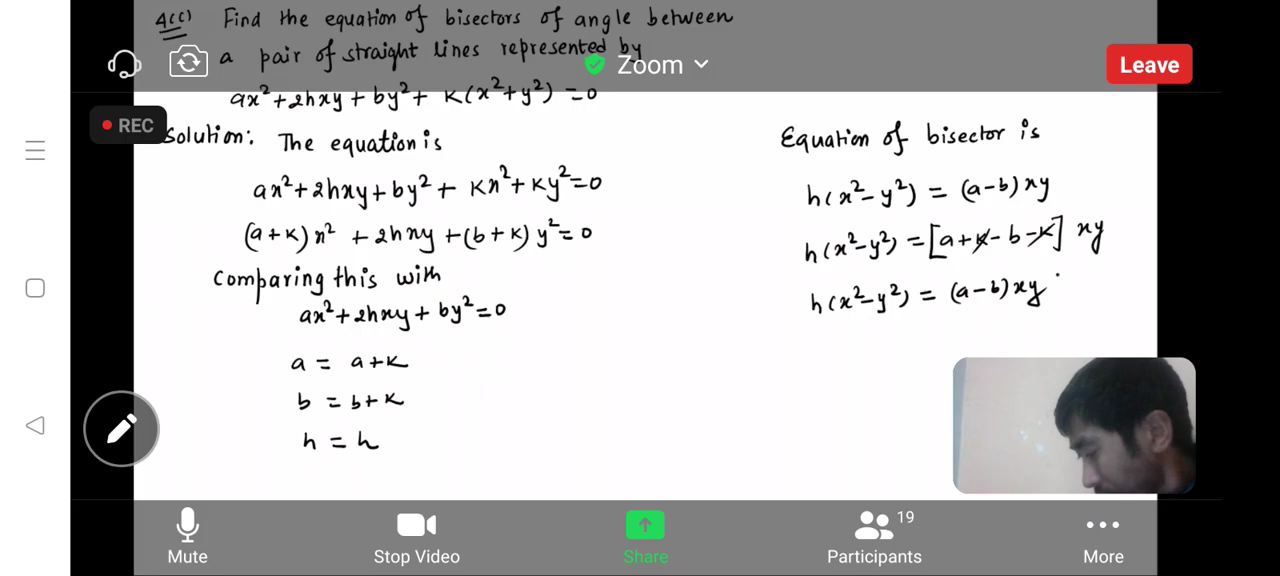 4(c) Find the equation of bisectors of angle between
a pair of straight lines represented by
Zoom
Leave
ax²+2hxy+by²+ K(x²+y²)=0
REC
Solution: The equation is
ax²+2hxy+by²+ Kx²+Ky²=0
(a+K)x² +2hxy+(b+K)y²=0
Comparing this with
ax²+2hxy+by²=0
a = a+K
b = b+K
h = h
Equation of bisector is
h(x²-y²) = (a-b)xy
h(x²-y²) = [a+K-b-K] xy
h(x²-y²) = (a-b)xy
Mute
Stop Video
Share
Participants
19
More